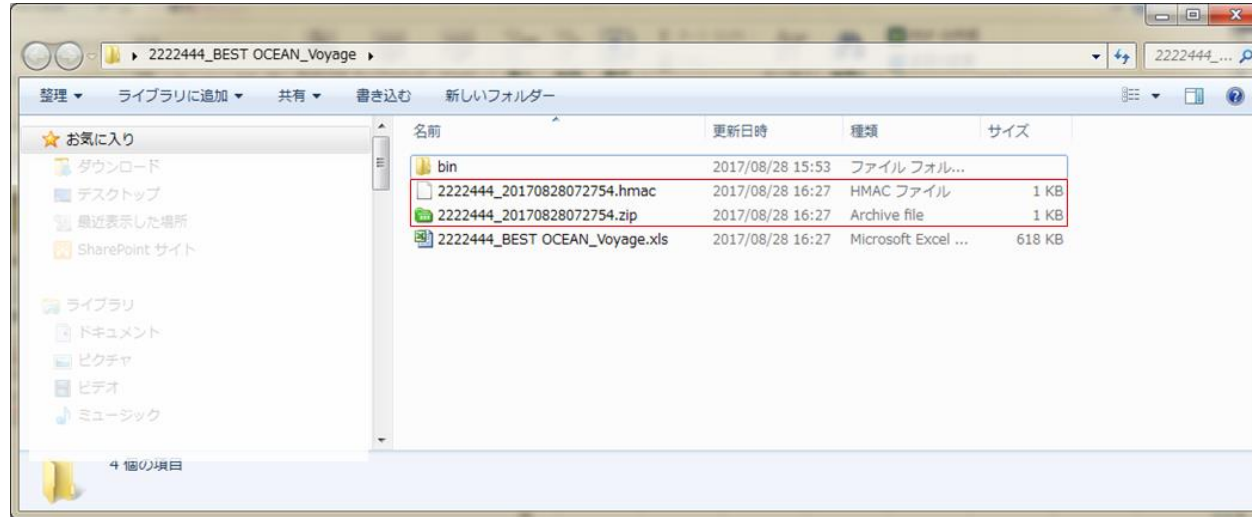 2222444_BEST OCEAN_Voyage
2222444_...
整理 ライブラリに追加 共有 書き込む 新しいフォルダー
お気に入り
ダウンロード
デスクトップ
最近表示した場所
SharePoint サイト
ライブラリ
ドキュメント
ピクチャ
ビデオ
ミュージック
名前 更新日時 種類 サイズ
bin 2017/08/28 15:53 ファイル フォル...
2222444_20170828072754.hmac 2017/08/28 16:27 HMAC ファイル 1 KB
2222444_20170828072754.zip 2017/08/28 16:27 Archive file 1 KB
2222444_BEST OCEAN_Voyage.xls 2017/08/28 16:27 Microsoft Excel ... 618 KB
4 個の項目